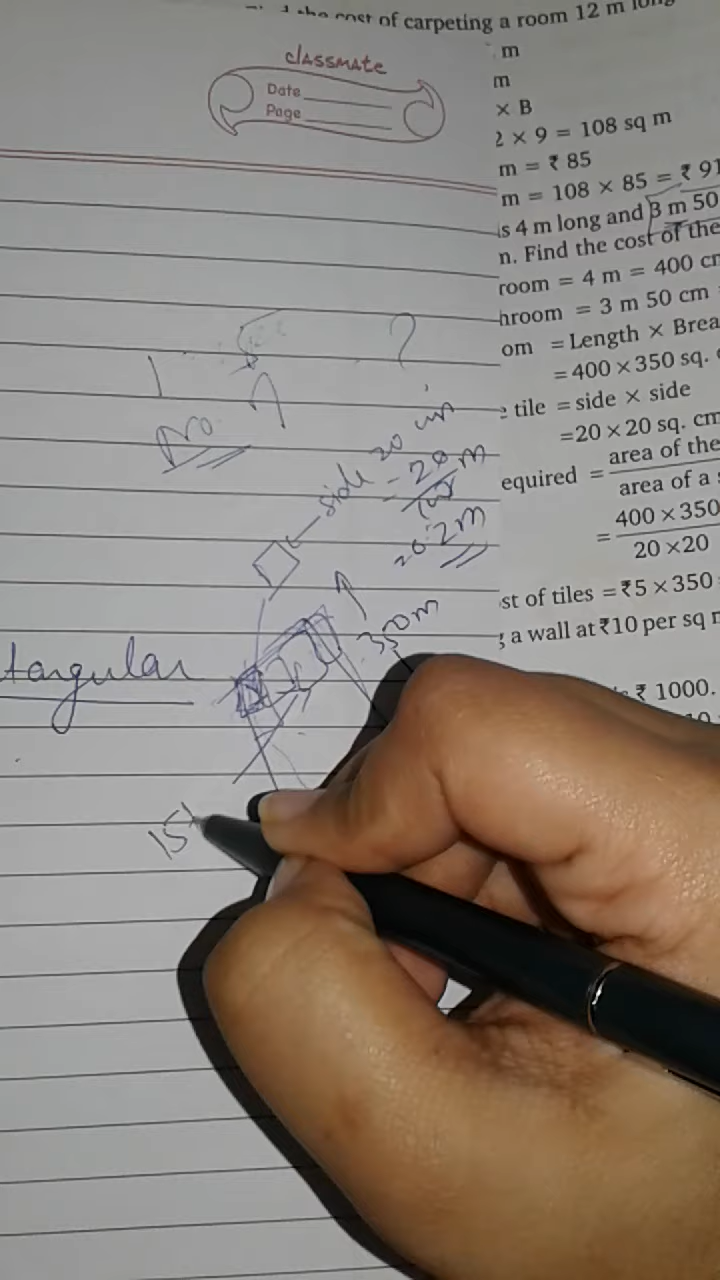 the cost of carpeting a room 12 m long
m
m
× B
2 × 9 = 108 sq m
m = ₹ 85
m = 108 × 85 = ₹ 91
is 4 m long and 3 m 50
n. Find the cost of the
room = 4 m = 400 cm
hroom = 3 m 50 cm
om = Length × Brea
= 400 × 350 sq.
e tile = side × side
= 20 × 20 sq. cm
equired = area of the
area of a s
= 400 × 350
20 × 20
st of tiles = ₹5 × 350
g a wall at ₹10 per sq m
₹ 1000.
classmate
Date
Page
?
No.
side 20 cm
= 20 m
100
0.2m
350m
tangular
15